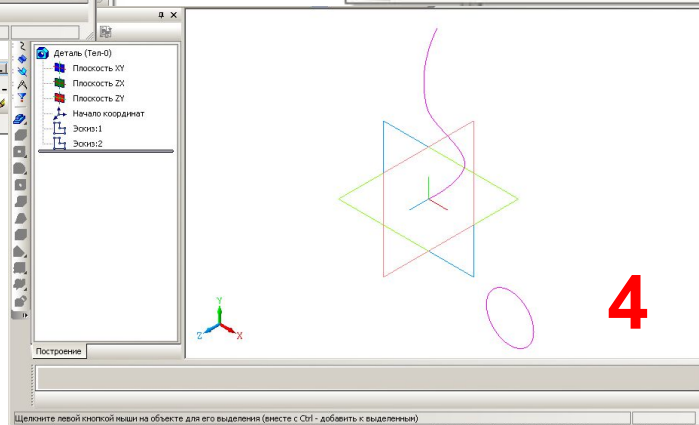 Деталь (Тел-0)
Плоскость XY
Плоскость ZX
Плоскость ZY
Начало координат
Эскиз:1
Эскиз:2
Y
Z
X
4
Построение
Щелкните левой кнопкой мыши на объекте для его выделения (вместе с Ctrl - добавить к выделенным)